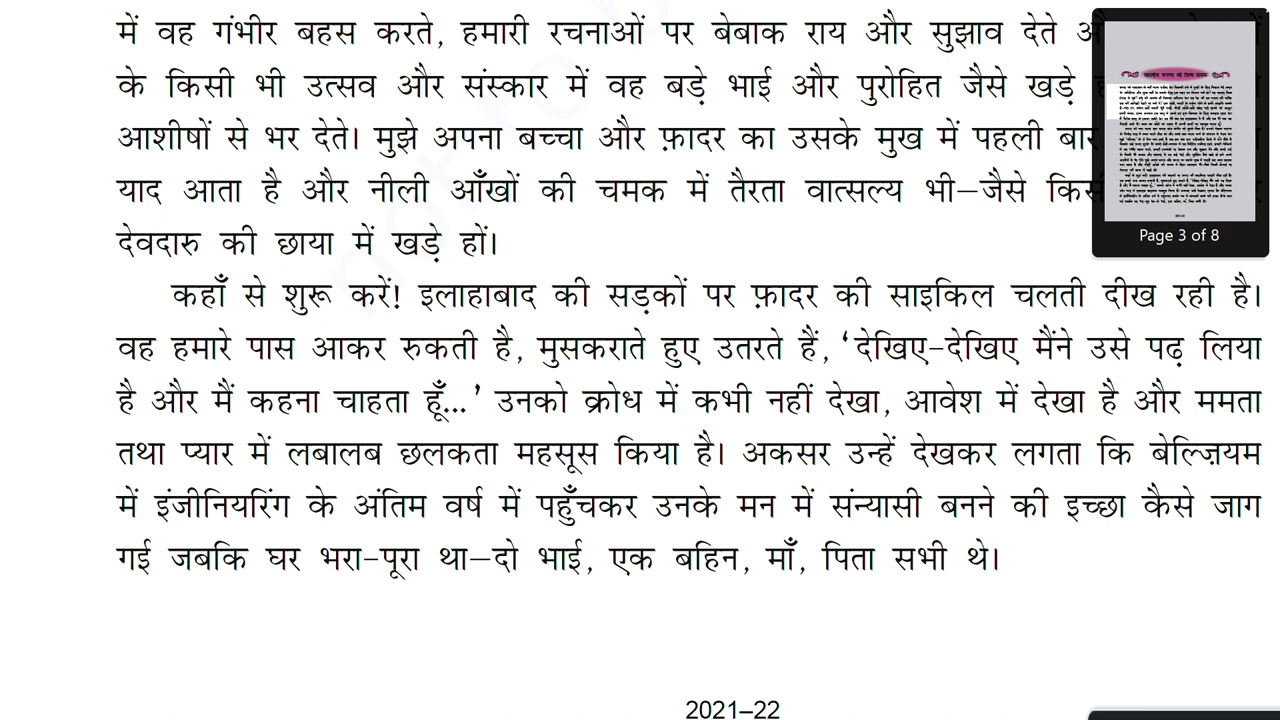 में वह गंभीर बहस करते, हमारी रचनाओं पर बेबाक राय और सुझाव देते
के किसी भी उत्सव और संस्कार में वह बड़े भाई और पुरोहित जैसे खड़े
आशीषों से भर देते। मुझे अपना बच्चा और फ़ादर का उसके मुख में पहली बार
याद आता है और नीली आँखों की चमक में तैरता वात्सल्य भी–जैसे
देवदारु की छाया में खड़े हों।
कहाँ से शुरू करें! इलाहाबाद की सड़कों पर फ़ादर की साइकिल चलती दीख रही है।
वह हमारे पास आकर रुकती है, मुसकराते हुए उतरते हैं, ‘देखिए-देखिए मैंने उसे पढ़ लिया
है और मैं कहना चाहता हूँ...’ उनको क्रोध में कभी नहीं देखा, आवेश में देखा है और ममता
तथा प्यार में लबालब छलकता महसूस किया है। अकसर उन्हें देखकर लगता कि बेल्ज़ियम
में इंजीनियरिंग के अंतिम वर्ष में पहुँचकर उनके मन में संन्यासी बनने की इच्छा कैसे जाग
गई जबकि घर भरा-पूरा था–दो भाई, एक बहिन, माँ, पिता सभी थे।
2021–22
Page 3 of 8